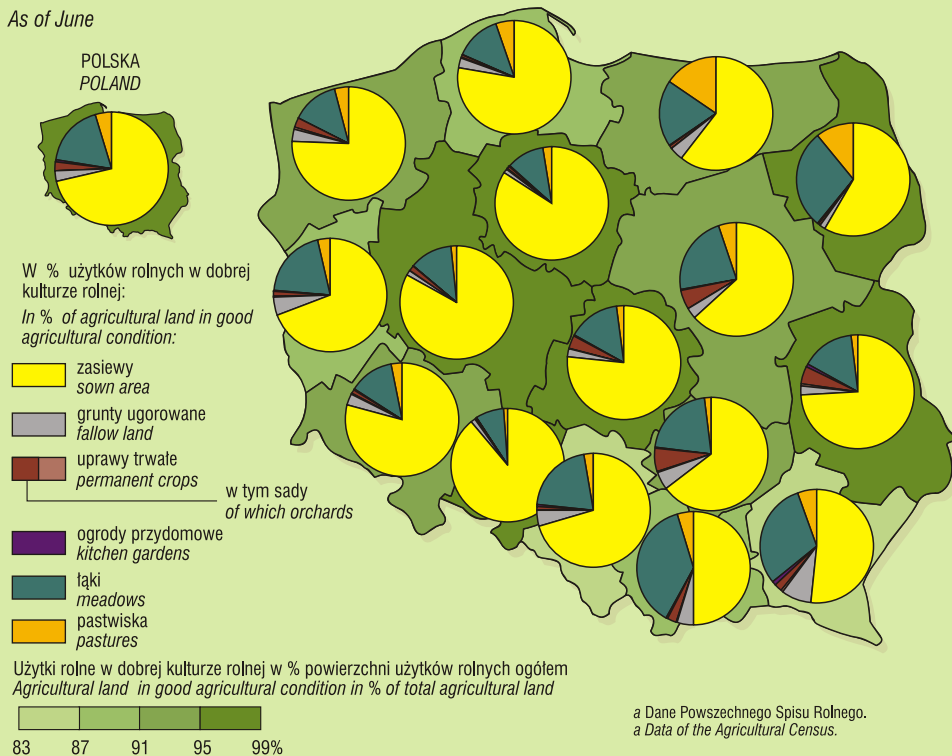 As of June
POLSKA
POLAND
W % użytków rolnych w dobrej
kulturze rolnej:
In % of agricultural land in good
agricultural condition:
zasiewy
sown area
grunty ugorowane
fallow land
uprawy trwałe
permanent crops
w tym sady
of which orchards
ogrody przydomowe
kitchen gardens
łąki
meadows
pastwiska
pastures
Użytki rolne w dobrej kulturze rolnej w % powierzchni użytków rolnych ogółem
Agricultural land in good agricultural condition in % of total agricultural land
83 87 91 95 99%
a Dane Powszechnego Spisu Rolnego.
a Data of the Agricultural Census.